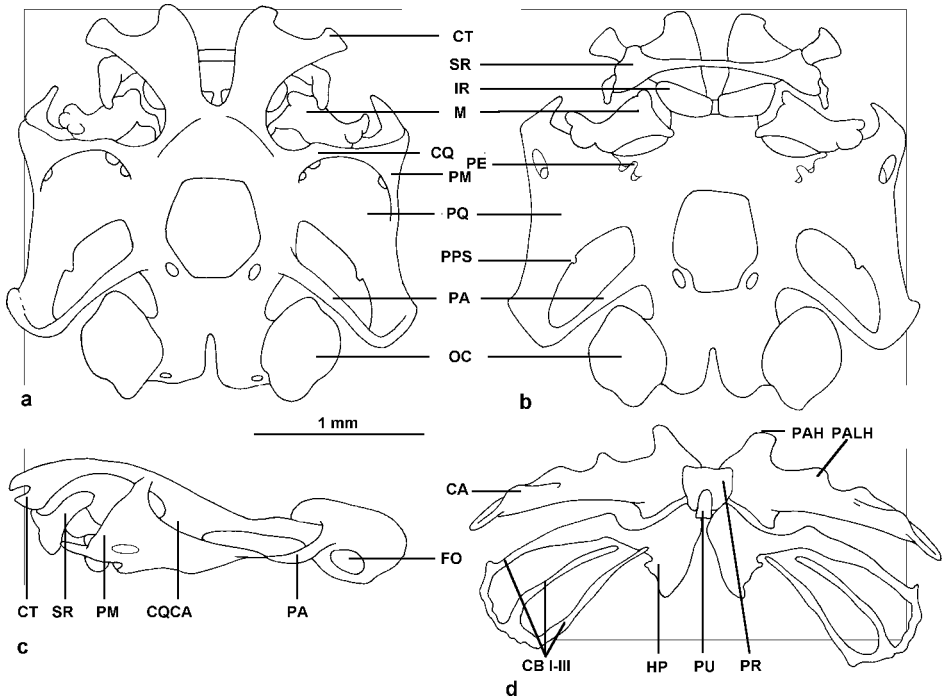 CT
SR
IR
M
CQ
PE
PM
PQ
PPS
PA
OC
a
b
1 mm
PAH PALH
CA
FO
CT SR PM CQCA PA
c
CB I-III HP PU PR
d